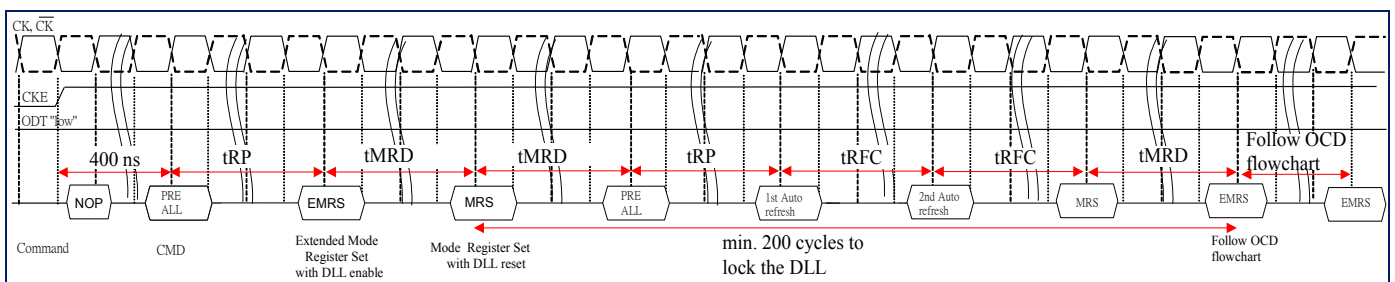 CK, CK
CKE
ODT "low"
400 ns
tRP
tMRD
tMRD
tRP
tRFC
tRFC
tMRD
Follow OCD
flowchart
NOP
PRE
ALL
EMRS
MRS
PRE
ALL
1st Auto
refresh
2nd Auto
refresh
MRS
EMRS
EMRS
Command
CMD
Extended Mode
Register Set
with DLL enable
Mode Register Set
with DLL reset
min. 200 cycles to
lock the DLL
Follow OCD
flowchart